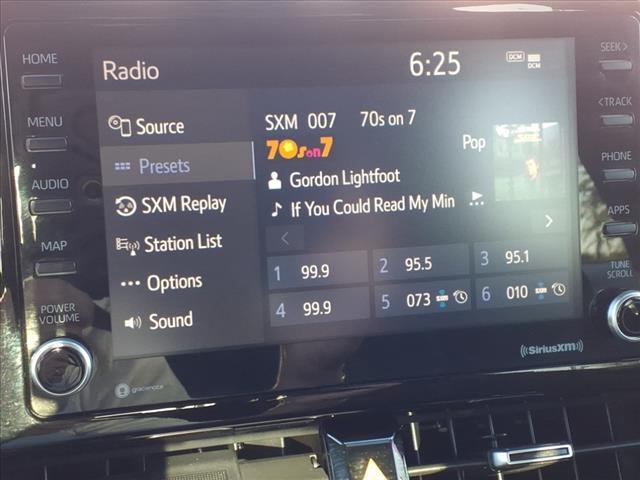 HOME
MENU
AUDIO
MAP
POWER
VOLUME
Radio
6:25
DCM
DCM
Source
Presets
SXM Replay
Station List
Options
Sound
SXM 007 70s on 7
70s on 7
Pop
Gordon Lightfoot
If You Could Read My Min
1 99.9
2 95.5
3 95.1
4 99.9
5 073 SXM
6 010 SXM
SEEK >
< TRACK
PHONE
APPS
TUNE
SCROLL
gracenote
((SiriusXM))